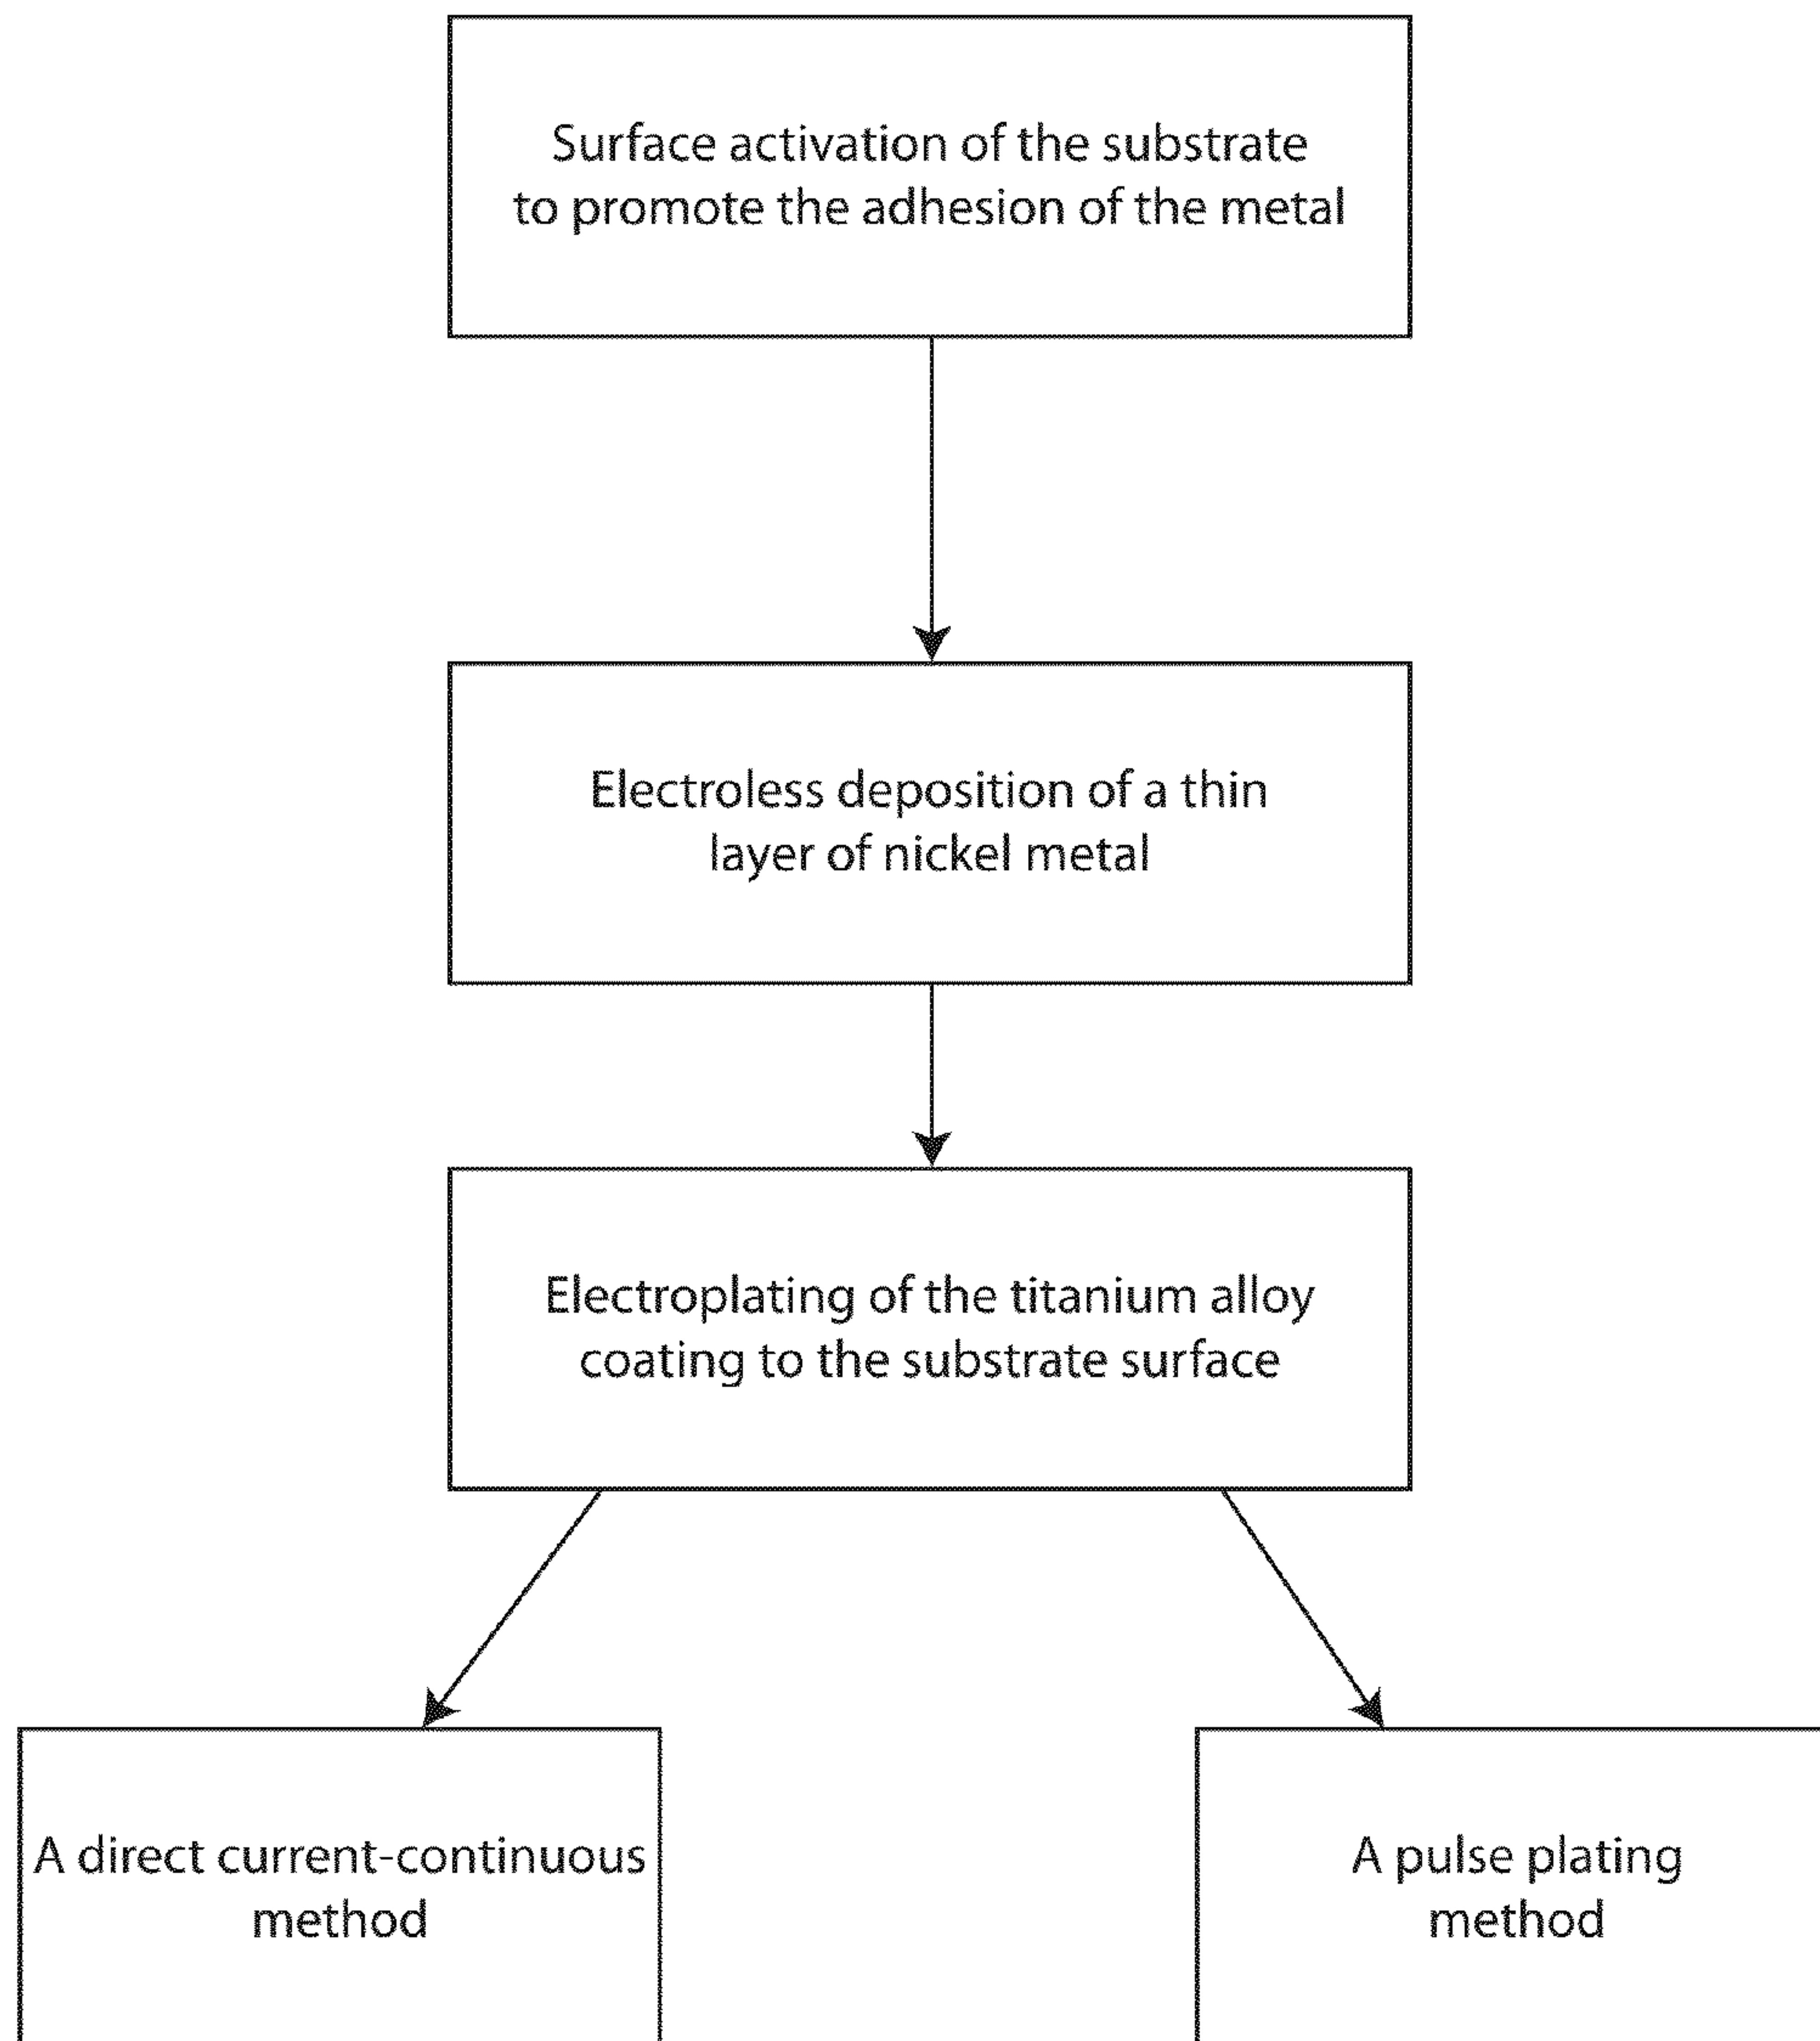 Surface activation of the substrate
to promote the adhesion of the metal
Electroless deposition of a thin
layer of nickel metal
Electroplating of the titanium alloy
coating to the substrate surface
A direct current-continuous
method
A pulse plating
method